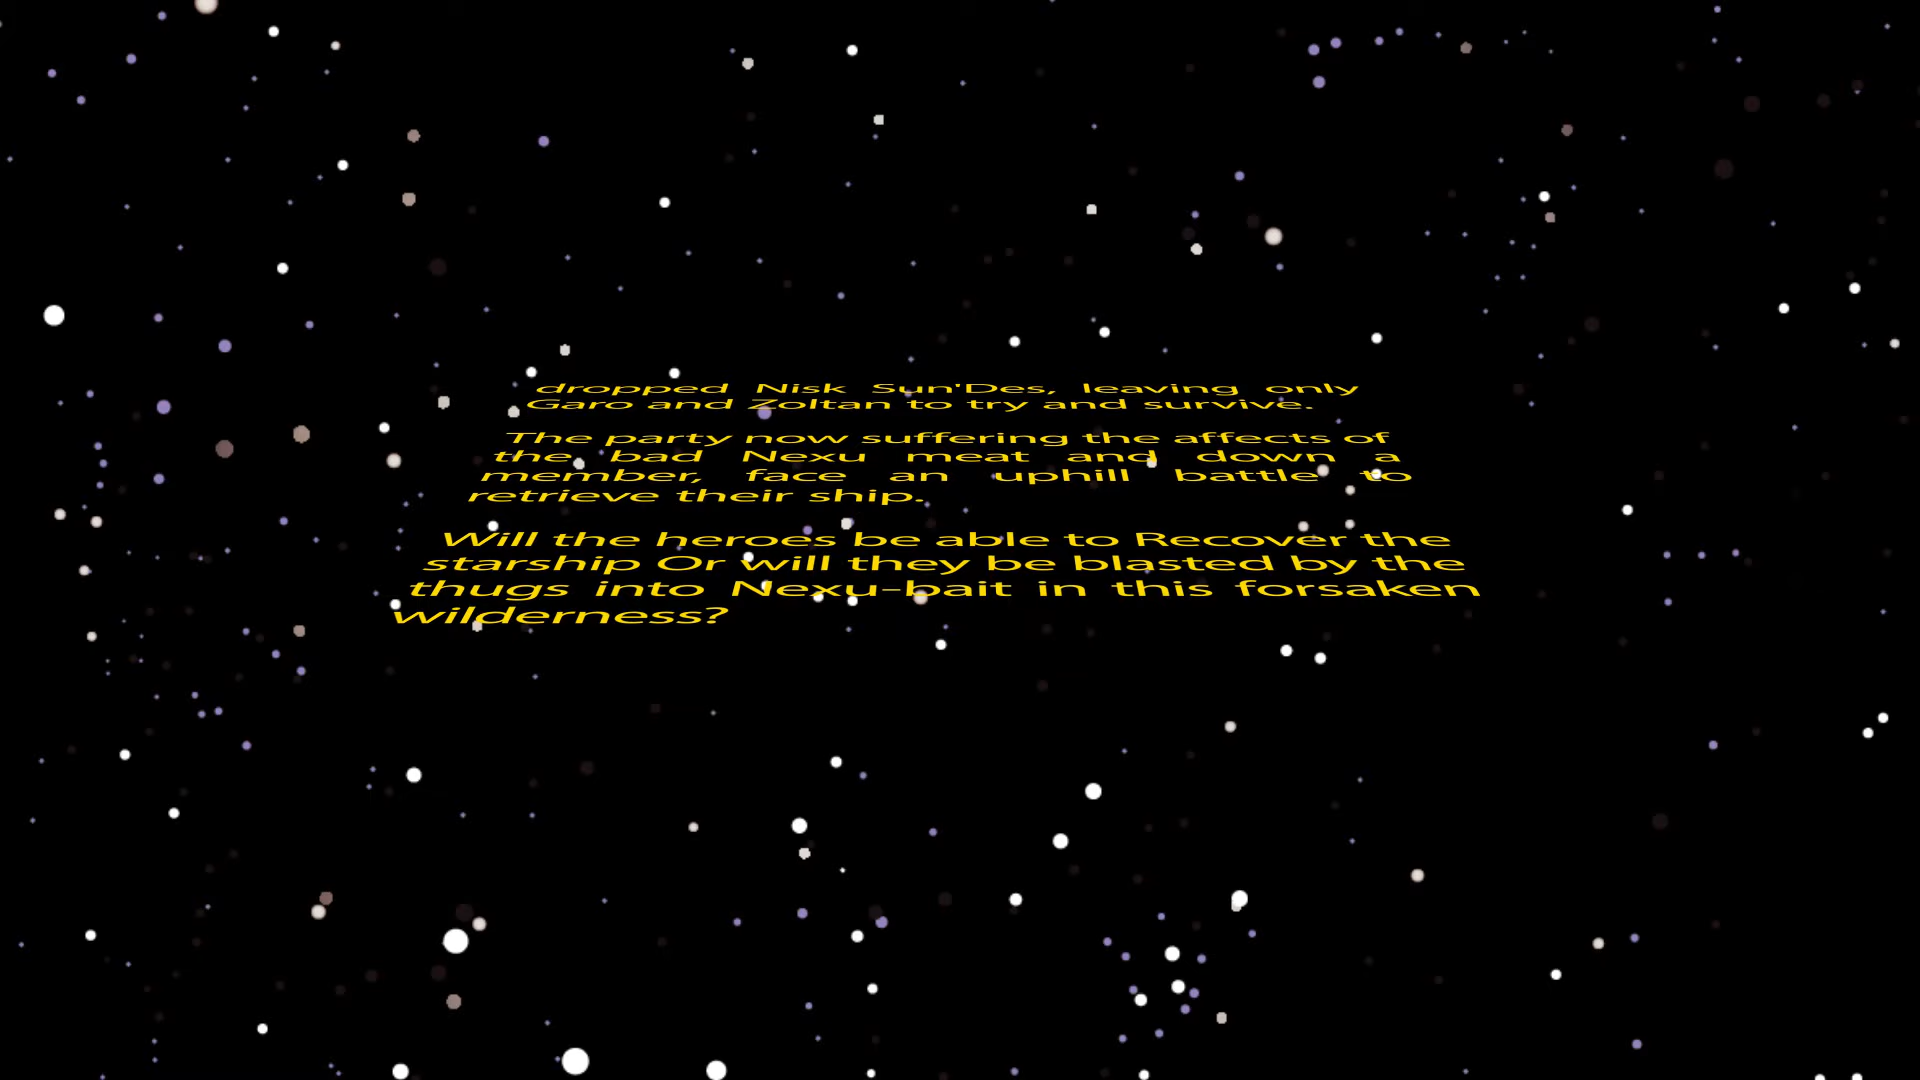 dropped Nisk Sun'Des, leaving only
Garo and Zoltan to try and survive.
The party now suffering the affects of
the bad Nexu meat and down a
member, face an uphill battle to
retrieve their ship.
Will the heroes be able to Recover the
starship Or will they be blasted by the
thugs into Nexu-bait in this forsaken
wilderness?